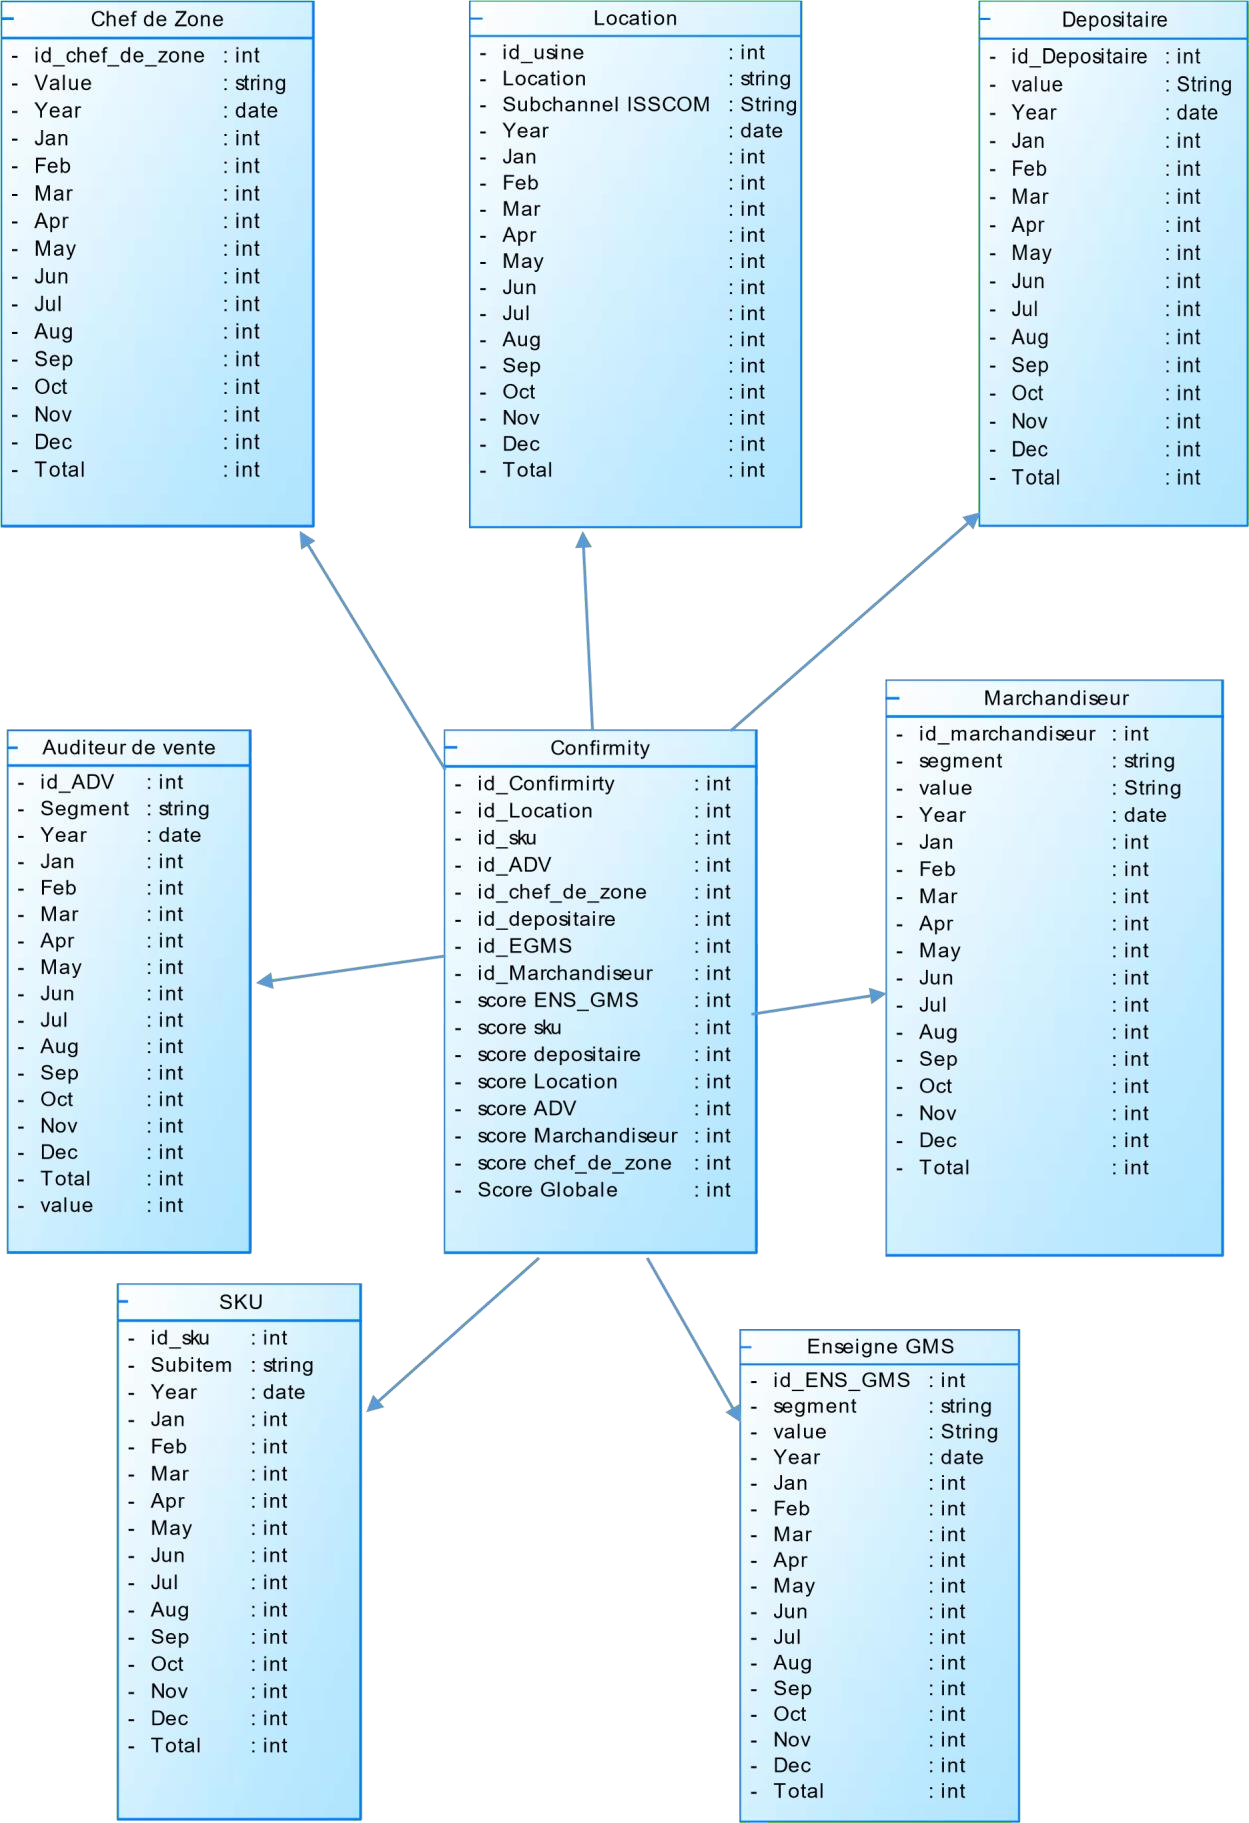 Chef de Zone
- id_chef_de_zone : int
- Value : string
- Year : date
- Jan : int
- Feb : int
- Mar : int
- Apr : int
- May : int
- Jun : int
- Jul : int
- Aug : int
- Sep : int
- Oct : int
- Nov : int
- Dec : int
- Total : int
Location
- id_usine : int
- Location : string
- Subchannel ISSCOM : String
- Year : date
- Jan : int
- Feb : int
- Mar : int
- Apr : int
- May : int
- Jun : int
- Jul : int
- Aug : int
- Sep : int
- Oct : int
- Nov : int
- Dec : int
- Total : int
Depositaire
- id_Depositaire : int
- value : String
- Year : date
- Jan : int
- Feb : int
- Mar : int
- Apr : int
- May : int
- Jun : int
- Jul : int
- Aug : int
- Sep : int
- Oct : int
- Nov : int
- Dec : int
- Total : int
Auditeur de vente
- id_ADV : int
- Segment : string
- Year : date
- Jan : int
- Feb : int
- Mar : int
- Apr : int
- May : int
- Jun : int
- Jul : int
- Aug : int
- Sep : int
- Oct : int
- Nov : int
- Dec : int
- Total : int
- value : int
Confirmity
- id_Confirmirty : int
- id_Location : int
- id_sku : int
- id_ADV : int
- id_chef_de_zone : int
- id_depositaire : int
- id_EGMS : int
- id_Marchandiseur : int
- score ENS_GMS : int
- score sku : int
- score depositaire : int
- score Location : int
- score ADV : int
- score Marchandiseur : int
- score chef_de_zone : int
- Score Globale : int
Marchandiseur
- id_marchandiseur : int
- segment : string
- value : String
- Year : date
- Jan : int
- Feb : int
- Mar : int
- Apr : int
- May : int
- Jun : int
- Jul : int
- Aug : int
- Sep : int
- Oct : int
- Nov : int
- Dec : int
- Total : int
SKU
- id_sku : int
- Subitem : string
- Year : date
- Jan : int
- Feb : int
- Mar : int
- Apr : int
- May : int
- Jun : int
- Jul : int
- Aug : int
- Sep : int
- Oct : int
- Nov : int
- Dec : int
- Total : int
Enseigne GMS
- id_ENS_GMS : int
- segment : string
- value : String
- Year : date
- Jan : int
- Feb : int
- Mar : int
- Apr : int
- May : int
- Jun : int
- Jul : int
- Aug : int
- Sep : int
- Oct : int
- Nov : int
- Dec : int
- Total : int